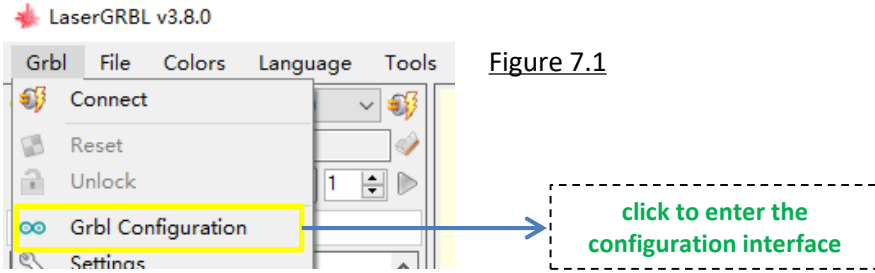 LaserGRBL v3.8.0
Grbl File Colors Language Tools
Figure 7.1
Connect
Reset
Unlock
1
Grbl Configuration
click to enter the
configuration interface
Settings